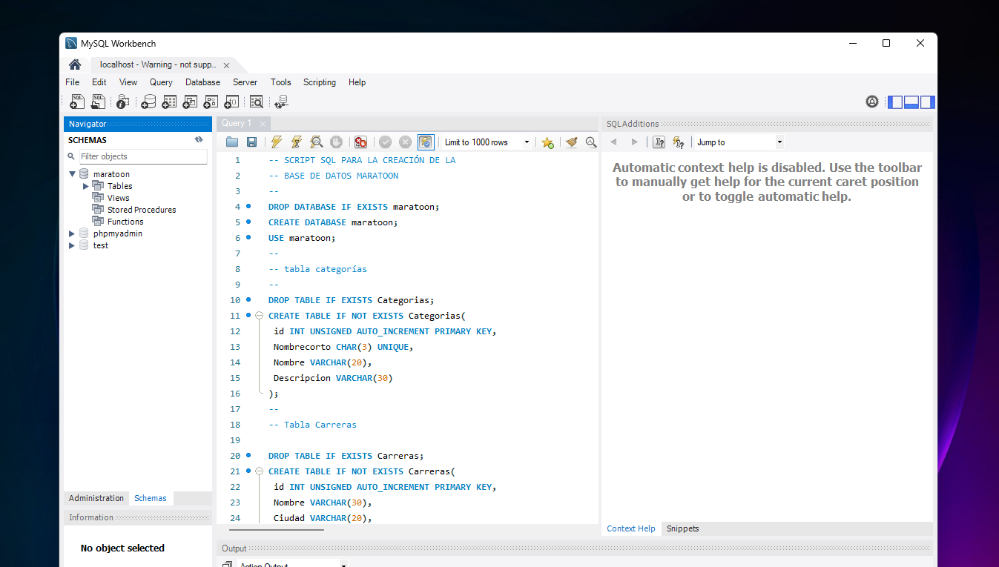 MySQL Workbench
localhost - Warning - not supp...
File Edit View Query Database Server Tools Scripting Help
Navigator
SCHEMAS
Filter objects
maratoon
Tables
Views
Stored Procedures
Functions
phpmyadmin
test
Administration Schemas
Information
No object selected
Query 1
Limit to 1000 rows
1 -- SCRIPT SQL PARA LA CREACIÓN DE LA
2 -- BASE DE DATOS MARATOON
3 --
4 DROP DATABASE IF EXISTS maratoon;
5 CREATE DATABASE maratoon;
6 USE maratoon;
7 --
8 -- tabla categorías
9 --
10 DROP TABLE IF EXISTS Categorias;
11 CREATE TABLE IF NOT EXISTS Categorias(
12 id INT UNSIGNED AUTO_INCREMENT PRIMARY KEY,
13 Nombrecorto CHAR(3) UNIQUE,
14 Nombre VARCHAR(20),
15 Descripcion VARCHAR(30)
16 );
17 --
18 -- Tabla Carreras
19
20 DROP TABLE IF EXISTS Carreras;
21 CREATE TABLE IF NOT EXISTS Carreras(
22 id INT UNSIGNED AUTO_INCREMENT PRIMARY KEY,
23 Nombre VARCHAR(30),
24 Ciudad VARCHAR(20),
Output
Action Output
SQLAdditions
Jump to
Automatic context help is disabled. Use the toolbar
to manually get help for the current caret position
or to toggle automatic help.
Context Help Snippets